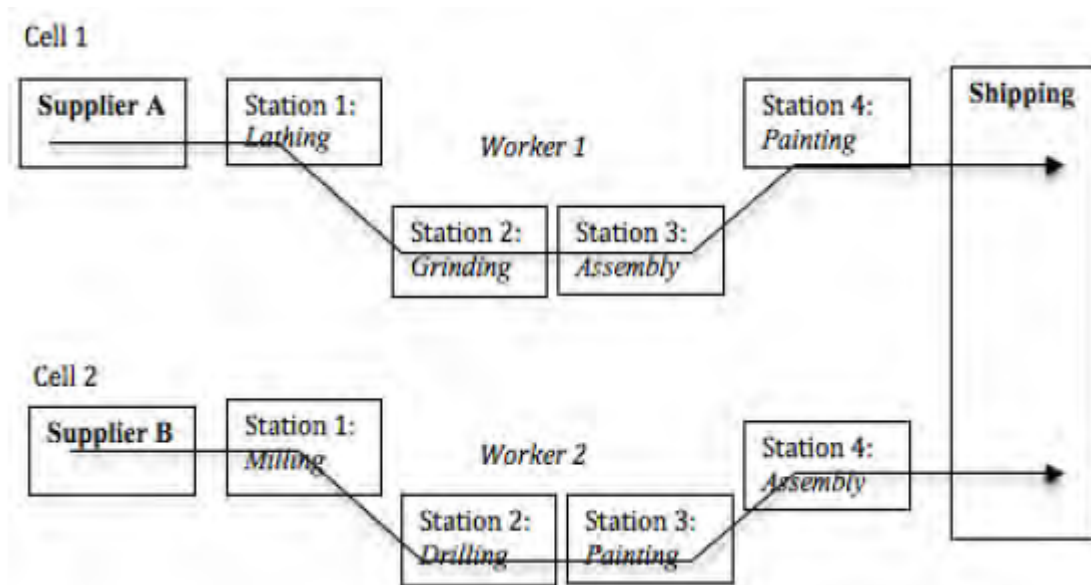 Cell 1
Supplier A
Station 1:
Lathing
Worker 1
Station 4:
Painting
Shipping
Station 2:
Grinding
Station 3:
Assembly
Cell 2
Supplier B
Station 1:
Milling
Worker 2
Station 4:
Assembly
Station 2:
Drilling
Station 3:
Painting